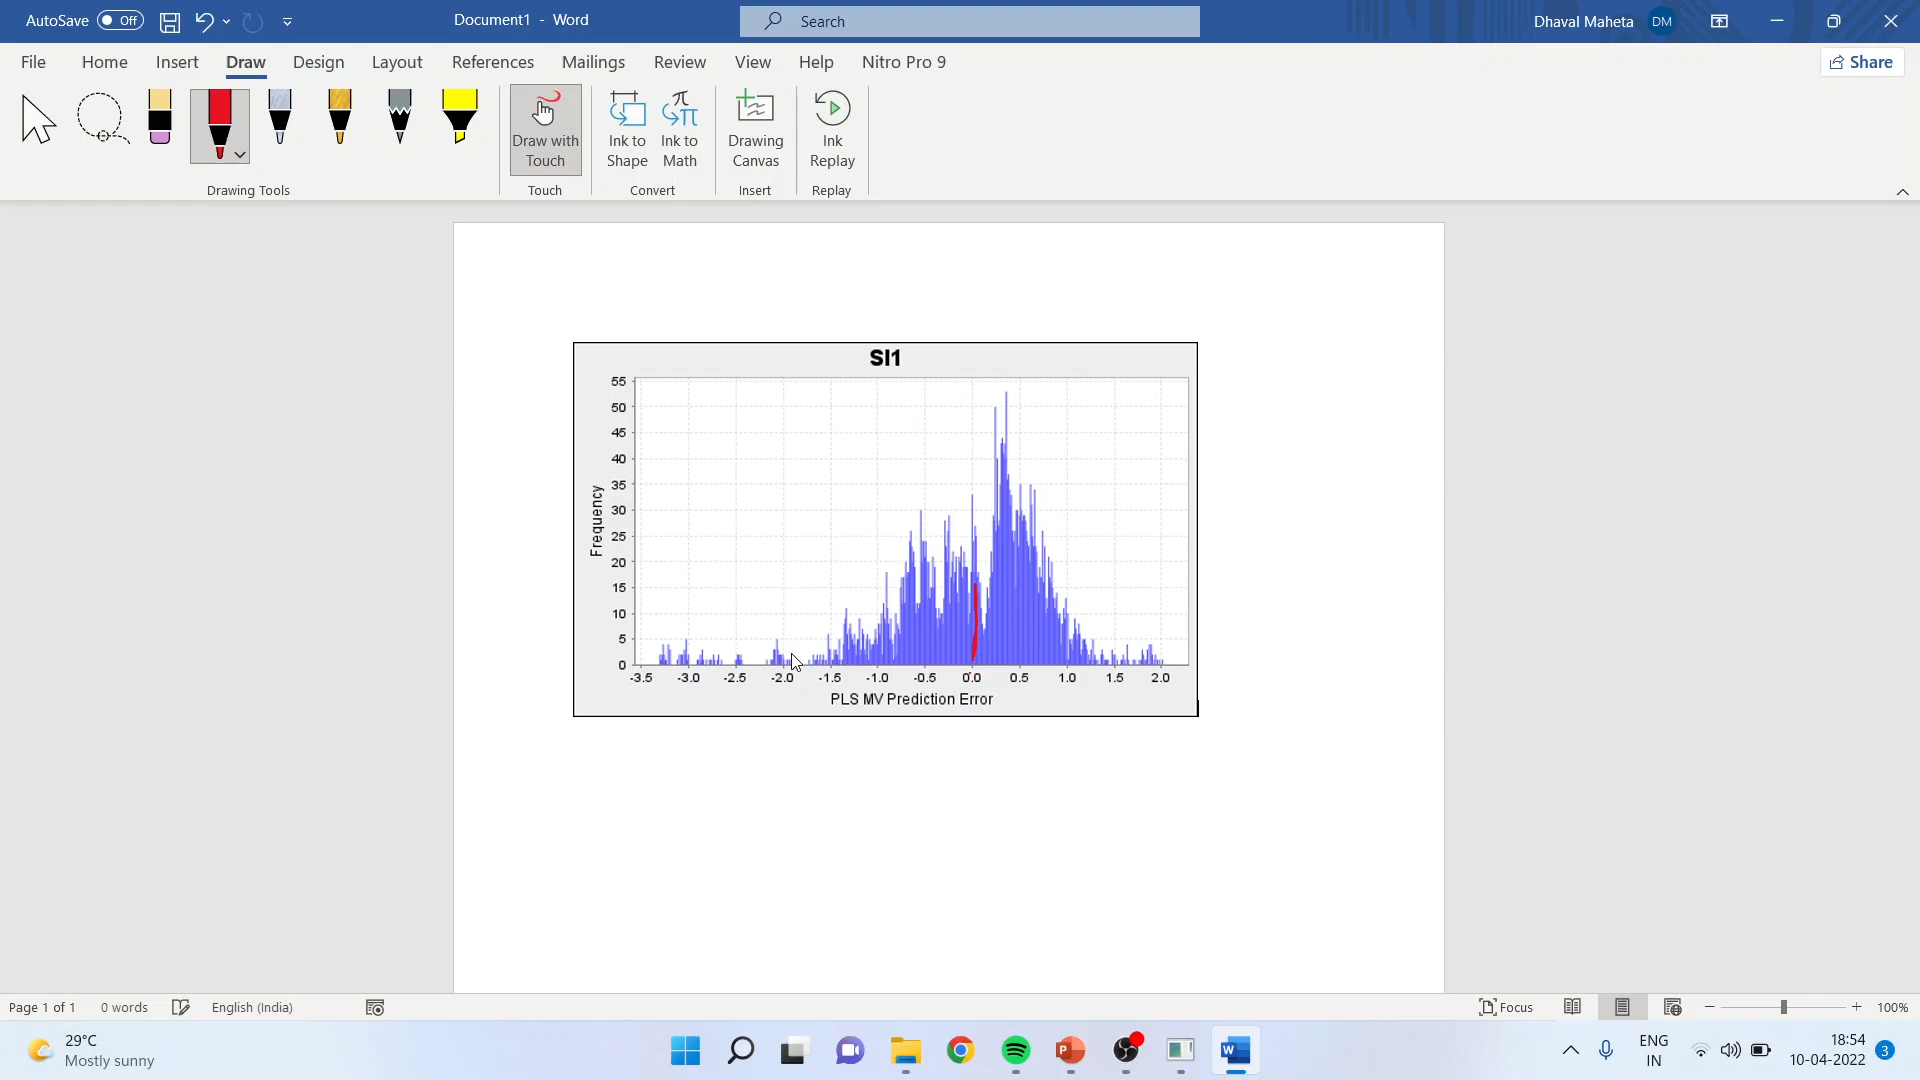 AutoSave Off
Document1 - Word
Search
Dhaval Maheta DM
File Home Insert Draw Design Layout References Mailings Review View Help Nitro Pro 9
Share
Draw with Touch
Ink to Shape
Ink to Math
Drawing Canvas
Ink Replay
Drawing Tools Touch Convert Insert Replay
SI1
55
50
45
40
35
30
25
20
15
10
5
0
Frequency
-3.5 -3.0 -2.5 -2.0 -1.5 -1.0 -0.5 0.0 0.5 1.0 1.5 2.0
PLS MV Prediction Error
Page 1 of 1 0 words English (India)
Focus 100%
29°C
Mostly sunny
ENG
IN
18:54
10-04-2022
3